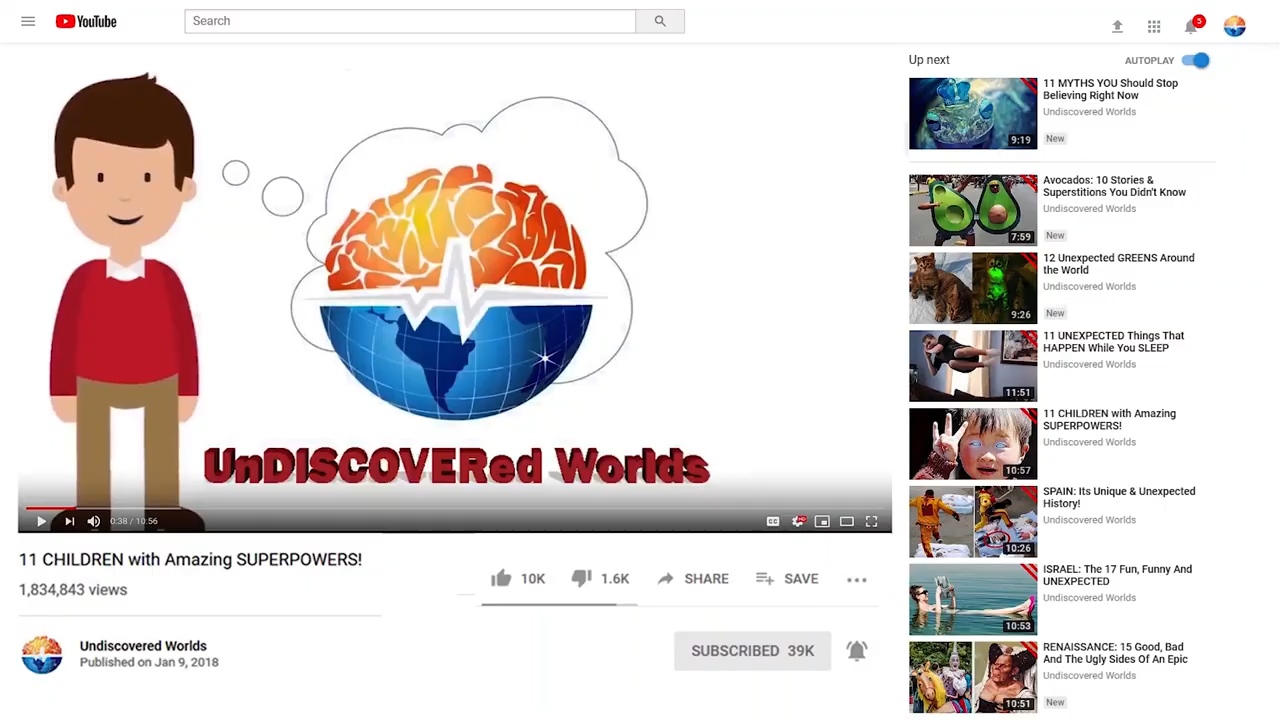 YouTube
Search
5
Up next
AUTOPLAY
11 MYTHS YOU Should Stop
Believing Right Now
Undiscovered Worlds
New
9:19
Avocados: 10 Stories &
Superstitions You Didn't Know
Undiscovered Worlds
New
7:59
12 Unexpected GREENS Around
the World
Undiscovered Worlds
New
9:26
11 UNEXPECTED Things That
HAPPEN While You SLEEP
Undiscovered Worlds
11:51
11 CHILDREN with Amazing
SUPERPOWERS!
Undiscovered Worlds
10:57
SPAIN: Its Unique & Unexpected
History!
Undiscovered Worlds
10:26
ISRAEL: The 17 Fun, Funny And
UNEXPECTED
Undiscovered Worlds
10:53
RENAISSANCE: 15 Good, Bad
And The Ugly Sides Of An Epic
Undiscovered Worlds
New
10:51
UnDISCOVERed Worlds
0:38 / 10:56
CC
HD
11 CHILDREN with Amazing SUPERPOWERS!
1,834,843 views
10K
1.6K
SHARE
SAVE
Undiscovered Worlds
Published on Jan 9, 2018
SUBSCRIBED 39K